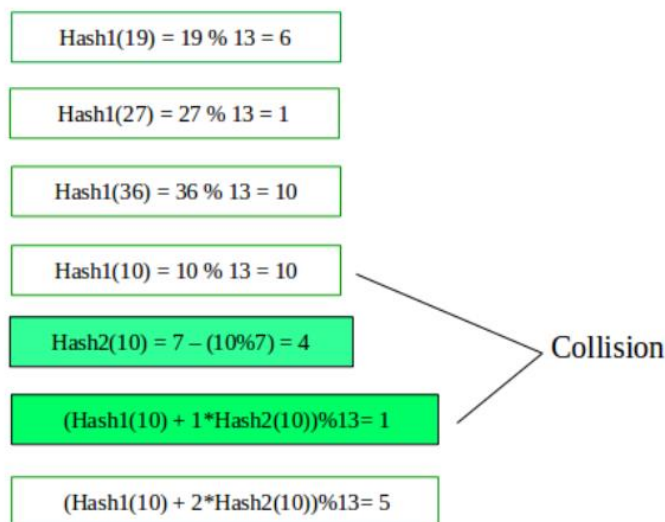 Hash1(19) = 19 % 13 = 6
Hash1(27) = 27 % 13 = 1
Hash1(36) = 36 % 13 = 10
Hash1(10) = 10 % 13 = 10
Hash2(10) = 7 – (10%7) = 4
Collision
(Hash1(10) + 1*Hash2(10))%13= 1
(Hash1(10) + 2*Hash2(10))%13= 5